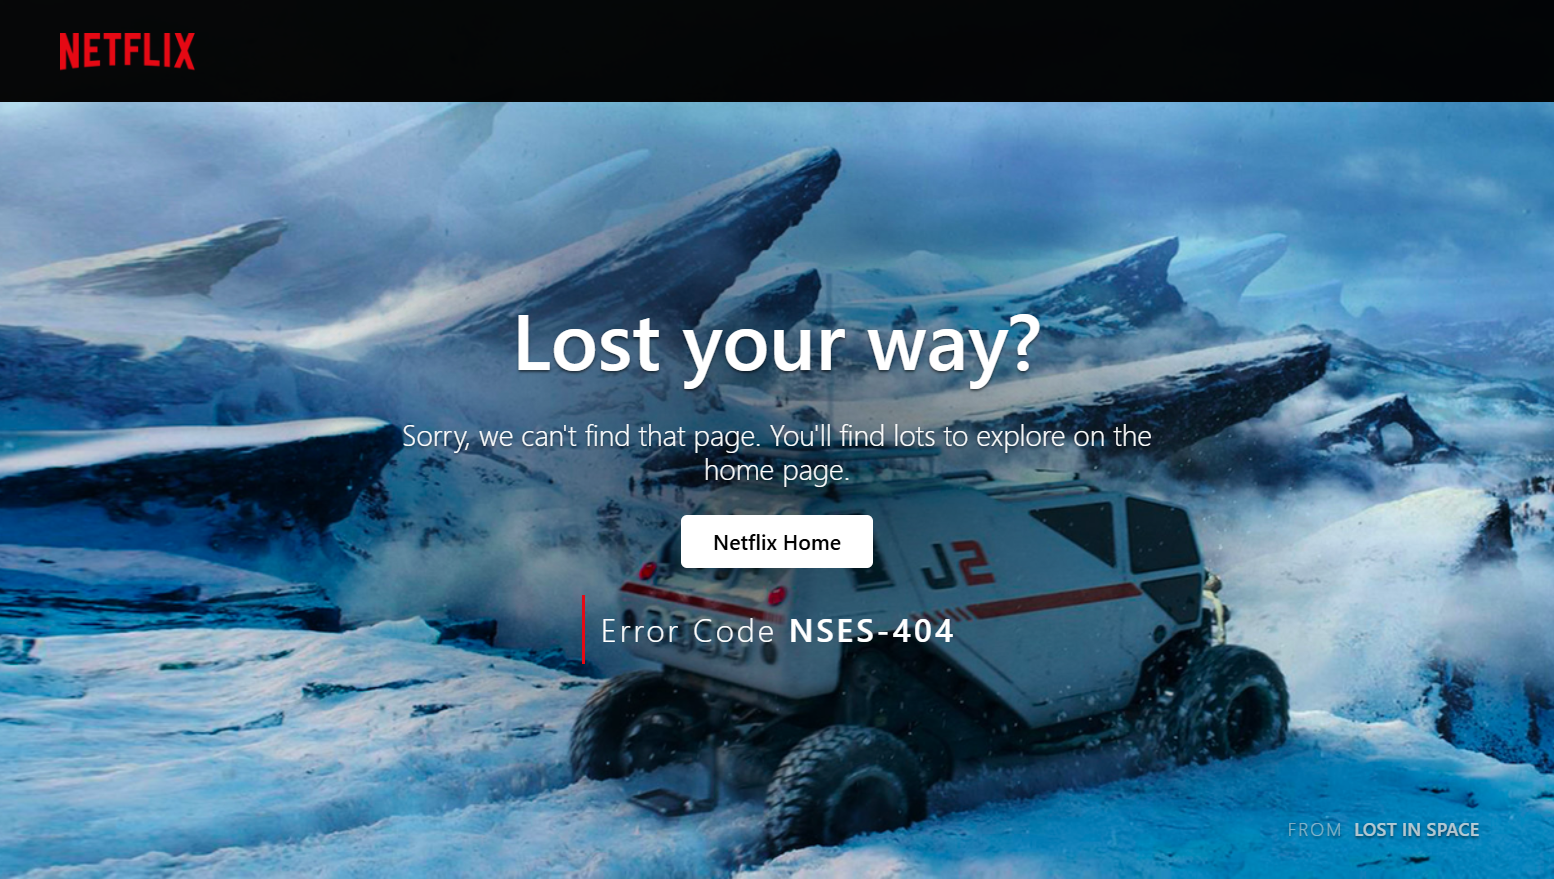 NETFLIX
Lost your way?
Sorry, we can't find that page. You'll find lots to explore on the
home page.
Netflix Home
J2
Error Code NSES-404
FROM LOST IN SPACE